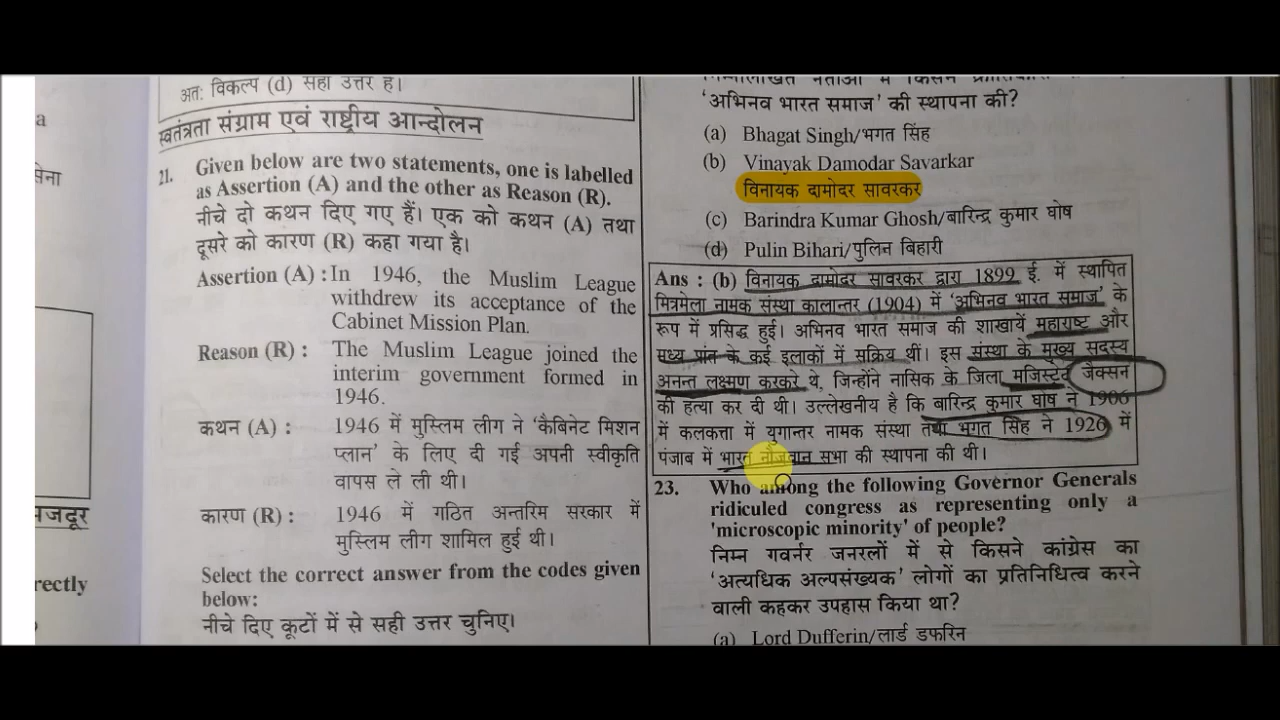 a
सेना
मजदूर
rectly
अतः विकल्प (d) सही उत्तर है।
स्वतंत्रता संग्राम एवं राष्ट्रीय आन्दोलन
21. Given below are two statements, one is labelled
as Assertion (A) and the other as Reason (R).
नीचे दो कथन दिए गए हैं। एक को कथन (A) तथा
दूसरे को कारण (R) कहा गया है।
Assertion (A) : In 1946, the Muslim League
withdrew its acceptance of the
Cabinet Mission Plan.
Reason (R) : The Muslim League joined the
interim government formed in
1946.
कथन (A) : 1946 में मुस्लिम लीग ने ‘कैबिनेट मिशन
प्लान’ के लिए दी गई अपनी स्वीकृति
वापस ले ली थी।
कारण (R) : 1946 में गठित अन्तरिम सरकार में
मुस्लिम लीग शामिल हुई थी।
Select the correct answer from the codes given
below:
नीचे दिए कूटों में से सही उत्तर चुनिए।
निम्नलिखित नेताओं में किसने
‘अभिनव भारत समाज’ की स्थापना की?
(a) Bhagat Singh/भगत सिंह
(b) Vinayak Damodar Savarkar
विनायक दामोदर सावरकर
(c) Barindra Kumar Ghosh/बारिन्द्र कुमार घोष
(d) Pulin Bihari/पुलिन बिहारी
Ans : (b) विनायक दामोदर सावरकर द्वारा 1899 ई. में स्थापित
मित्रमेला नामक संस्था कालान्तर (1904) में ‘अभिनव भारत समाज’ के
रूप में प्रसिद्ध हुई। अभिनव भारत समाज की शाखायें महाराष्ट और
मध्य प्रांत के कई इलाकों में सक्रिय थीं। इस संस्था के मुख्य सदस्य
अनन्त लक्ष्मण करकरे थे, जिन्होंने नासिक के जिला मजिस्टेट जैक्सन
की हत्या कर दी थी। उल्लेखनीय है कि बारिन्द्र कुमार घोष ने 1906
में कलकत्ता में युगान्तर नामक संस्था तथा भगत सिंह ने 1926 में
पंजाब में भारत नौजवान सभा की स्थापना की थी।
23. Who among the following Governor Generals
ridiculed congress as representing only a
'microscopic minority' of people?
निम्न गवर्नर जनरलों में से किसने कांग्रेस का
‘अत्यधिक अल्पसंख्यक’ लोगों का प्रतिनिधित्व करने
वाली कहकर उपहास किया था?
(a) Lord Dufferin/लार्ड डफरिन